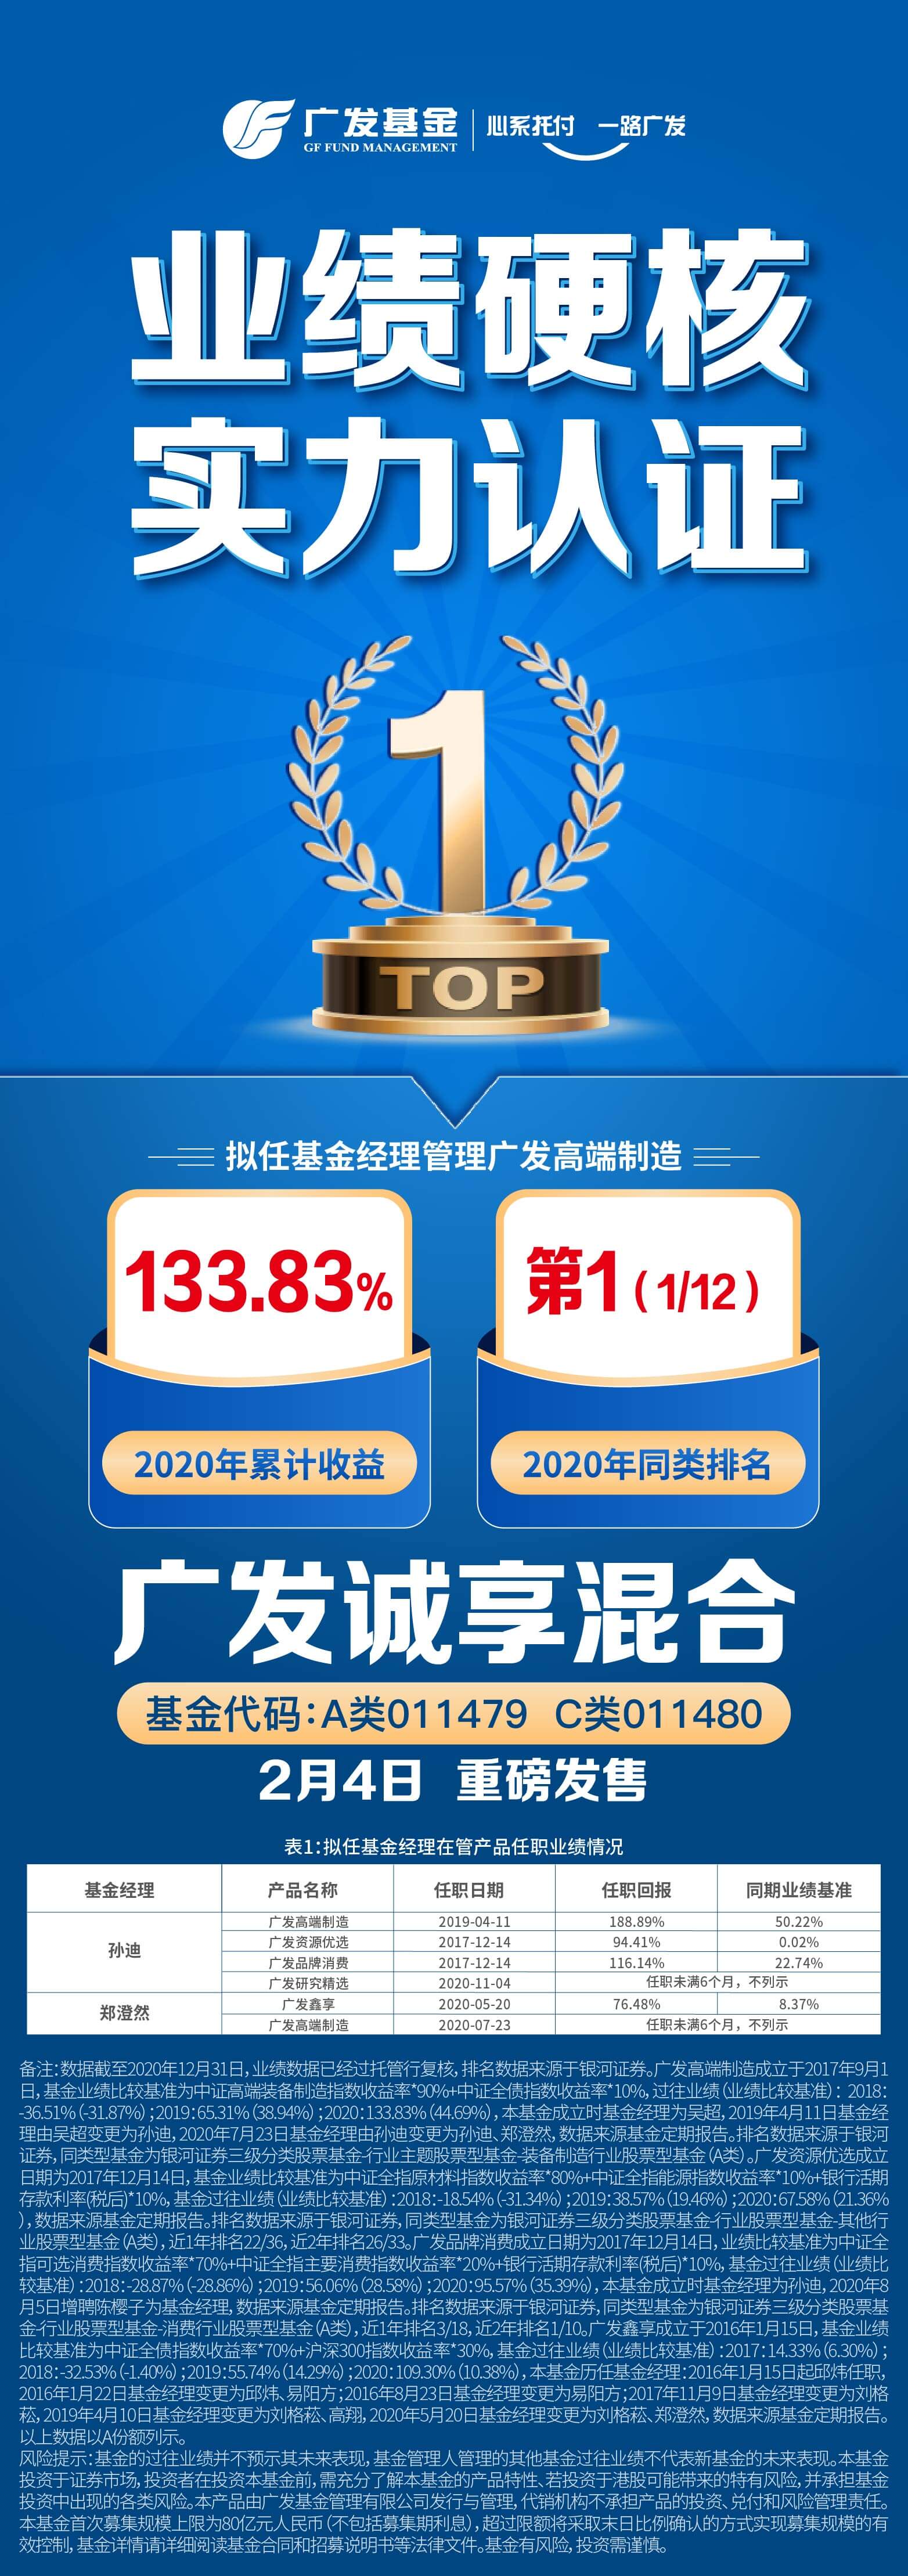 广发基金
GF FUND MANAGEMENT
心系托付 一路广发
业绩硬核
实力认证
1
TOP
拟任基金经理管理广发高端制造
133.83%
第1(1/12)
2020年累计收益
2020年同类排名
广发诚享混合
基金代码:A类011479 C类011480
2月4日 重磅发售
表1:拟任基金经理在管产品任职业绩情况
基金经理 产品名称 任职日期 任职回报 同期业绩基准
孙迪
广发高端制造 2019-04-11 188.89% 50.22%
广发资源优选 2017-12-14 94.41% 0.02%
广发品牌消费 2017-12-14 116.14% 22.74%
广发研究精选 2020-11-04 任职未满6个月,不列示
郑澄然
广发鑫享 2020-05-20 76.48% 8.37%
广发高端制造 2020-07-23 任职未满6个月,不列示
备注:数据截至2020年12月31日,业绩数据已经过托管行复核,排名数据来源于银河证券。广发高端制造成立于2017年9月1
日,基金业绩比较基准为中证高端装备制造指数收益率*90%+中证全债指数收益率*10%,过往业绩(业绩比较基准):2018:
-36.51%(-31.87%);2019:65.31%(38.94%);2020:133.83%(44.69%),本基金成立时基金经理为吴超,2019年4月11日基金经
理由吴超变更为孙迪,2020年7月23日基金经理由孙迪变更为孙迪、郑澄然,数据来源基金定期报告。排名数据来源于银河
证券,同类型基金为银河证券三级分类股票基金-行业主题股票型基金-装备制造行业股票型基金(A类)。广发资源优选成立
日期为2017年12月14日,基金业绩比较基准为中证全指原材料指数收益率*80%+中证全指能源指数收益率*10%+银行活期
存款利率(税后)*10%,基金过往业绩(业绩比较基准):2018:-18.54%(-31.34%);2019:38.57%(19.46%);2020:67.58%(21.36%
),数据来源基金定期报告。排名数据来源于银河证券,同类型基金为银河证券三级分类股票基金-行业股票型基金-其他行
业股票型基金(A类),近1年排名22/36,近2年排名26/33。广发品牌消费成立日期为2017年12月14日,业绩比较基准为中证全
指可选消费指数收益率*70%+中证全指主要消费指数收益率*20%+银行活期存款利率(税后)*10%,基金过往业绩(业绩比
较基准):2018:-28.87%(-28.86%);2019:56.06%(28.58%);2020:95.57%(35.39%),本基金成立时基金经理为孙迪,2020年8
月5日增聘陈樱子为基金经理,数据来源基金定期报告。排名数据来源于银河证券,同类型基金为银河证券三级分类股票基
金-行业股票型基金-消费行业股票型基金(A类),近1年排名3/18,近2年排名1/10。广发鑫享成立于2016年1月15日,基金业绩
比较基准为中证全债指数收益率*70%+沪深300指数收益率*30%,基金过往业绩(业绩比较基准):2017:14.33%(6.30%);
2018:-32.53%(-1.40%);2019:55.74%(14.29%);2020:109.30%(10.38%),本基金历任基金经理:2016年1月15日起邱炜任职,
2016年1月22日基金经理变更为邱炜、易阳方;2016年8月23日基金经理变更为易阳方;2017年11月9日基金经理变更为刘格
菘,2019年4月10日基金经理变更为刘格菘、高翔,2020年5月20日基金经理变更为刘格菘、郑澄然,数据来源基金定期报告。
以上数据以A份额列示。
风险提示:基金的过往业绩并不预示其未来表现,基金管理人管理的其他基金过往业绩不代表新基金的未来表现。本基金
投资于证券市场,投资者在投资本基金前,需充分了解本基金的产品特性、若投资于港股可能带来的特有风险,并承担基金
投资中出现的各类风险。本产品由广发基金管理有限公司发行与管理,代销机构不承担产品的投资、兑付和风险管理责任。
本基金首次募集规模上限为80亿元人民币(不包括募集期利息),超过限额将采取末日比例确认的方式实现募集规模的有
效控制,基金详情请详细阅读基金合同和招募说明书等法律文件。基金有风险,投资需谨慎。